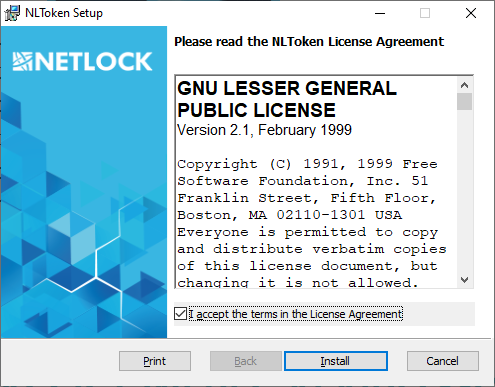 NLToken Setup
NETLOCK
Please read the NLToken License Agreement
GNU LESSER GENERAL
PUBLIC LICENSE
Version 2.1, February 1999
Copyright (C) 1991, 1999 Free
Software Foundation, Inc. 51
Franklin Street, Fifth Floor,
Boston, MA 02110-1301 USA
Everyone is permitted to copy
and distribute verbatim copies
of this license document, but
changing it is not allowed.
I accept the terms in the License Agreement
Print
Back
Install
Cancel